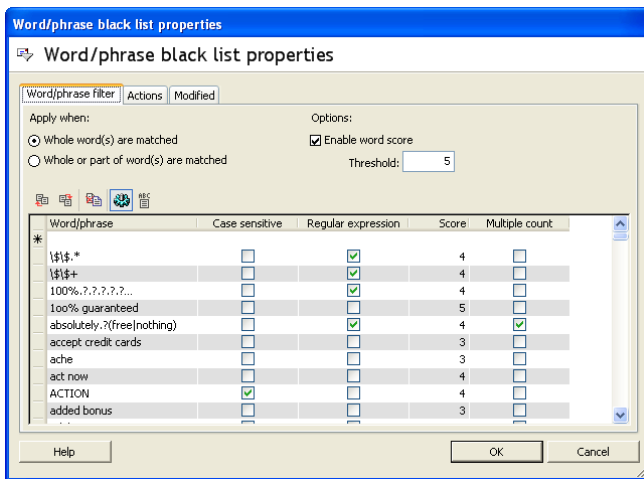 Word/phrase black list properties
Word/phrase black list properties
Word/phrase filter Actions Modified
Apply when: Options:
Whole word(s) are matched Enable word score
Whole or part of word(s) are matched Threshold: 5
ABC
Word/phrase Case sensitive Regular expression Score Multiple count
*
\$\$.* 4
\$\$+ 4
100%.?.?.?.?.?... 4
1oo% guaranteed 5
absolutely.?(free|nothing) 4
accept credit cards 3
ache 3
act now 4
ACTION 4
added bonus 3
Help OK Cancel